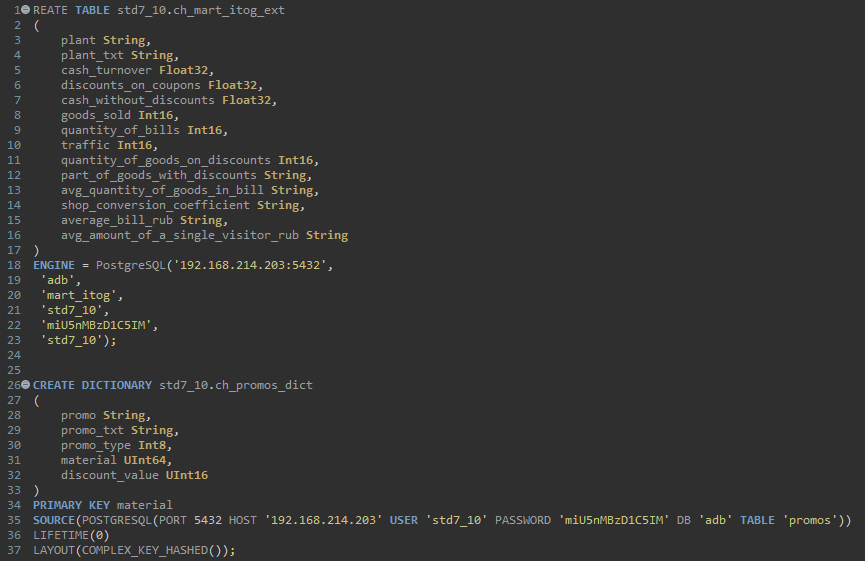 1 REATE TABLE std7_10.ch_mart_itog_ext
2 (
3 plant String,
4 plant_txt String,
5 cash_turnover Float32,
6 discounts_on_coupons Float32,
7 cash_without_discounts Float32,
8 goods_sold Int16,
9 quantity_of_bills Int16,
10 traffic Int16,
11 quantity_of_goods_on_discounts Int16,
12 part_of_goods_with_discounts String,
13 avg_quantity_of_goods_in_bill String,
14 shop_conversion_coefficient String,
15 average_bill_rub String,
16 avg_amount_of_a_single_visitor_rub String
17 )
18 ENGINE = PostgreSQL('192.168.214.203:5432',
19 'adb',
20 'mart_itog',
21 'std7_10',
22 'miU5nMBzD1C5IM',
23 'std7_10');
24
25
26 CREATE DICTIONARY std7_10.ch_promos_dict
27 (
28 promo String,
29 promo_txt String,
30 promo_type Int8,
31 material UInt64,
32 discount_value UInt16
33 )
34 PRIMARY KEY material
35 SOURCE(POSTGRESQL(PORT 5432 HOST '192.168.214.203' USER 'std7_10' PASSWORD 'miU5nMBzD1C5IM' DB 'adb' TABLE 'promos'))
36 LIFETIME(0)
37 LAYOUT(COMPLEX_KEY_HASHED());